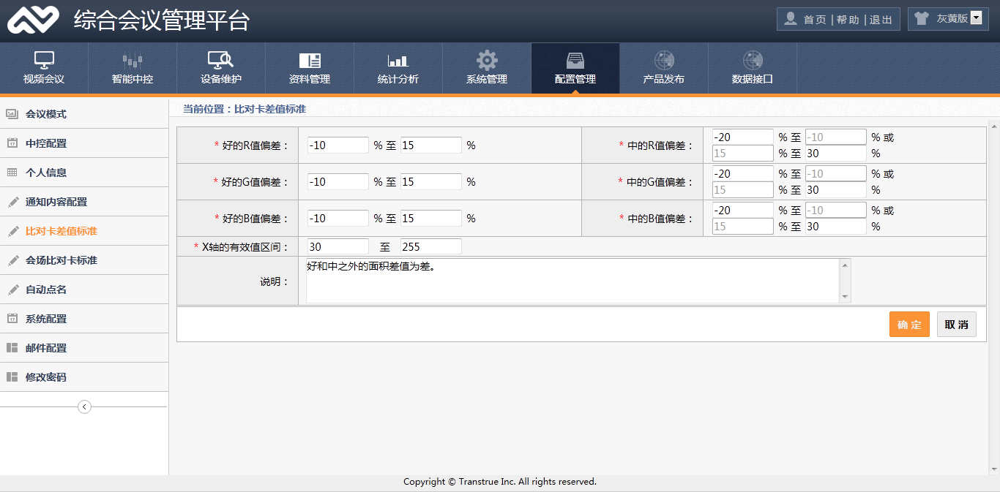 综合会议管理平台
首页 | 帮助 | 退出
灰黄版
视频会议
智能中控
设备维护
资料管理
统计分析
系统管理
配置管理
产品发布
数据接口
会议模式
中控配置
个人信息
通知内容配置
比对卡差值标准
会场比对卡标准
自动点名
系统配置
邮件配置
修改密码
当前位置：比对卡差值标准
* 好的R值偏差： -10 % 至 15 %
* 中的R值偏差： -20 % 至 -10 % 或
15 % 至 30 %
* 好的G值偏差： -10 % 至 15 %
* 中的G值偏差： -20 % 至 -10 % 或
15 % 至 30 %
* 好的B值偏差： -10 % 至 15 %
* 中的B值偏差： -20 % 至 -10 % 或
15 % 至 30 %
* X轴的有效值区间： 30 至 255
说明： 好和中之外的面积差值为差。
确 定
取 消
Copyright © Transtrue Inc. All rights reserved.